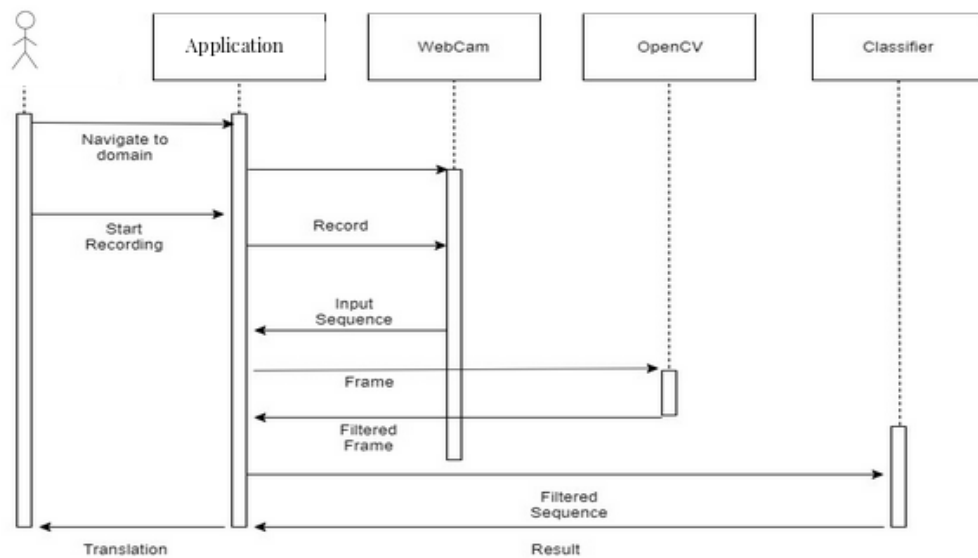 Application
WebCam
OpenCV
Classifier
Navigate to
domain
Start
Recording
Record
Input
Sequence
Frame
Filtered
Frame
Filtered
Sequence
Translation
Result